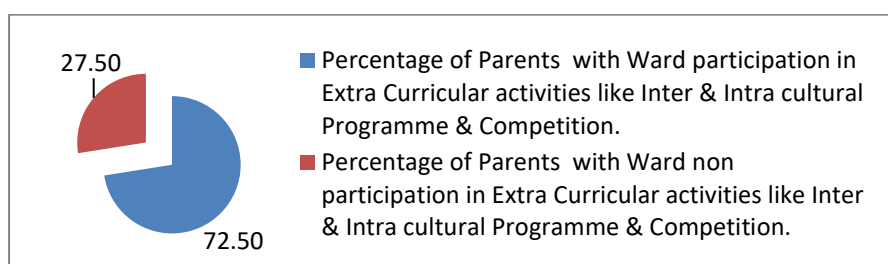 27.50
72.50
Percentage of Parents with Ward participation in
Extra Curricular activities like Inter & Intra cultural
Programme & Competition.
Percentage of Parents with Ward non
participation in Extra Curricular activities like Inter
& Intra cultural Programme & Competition.